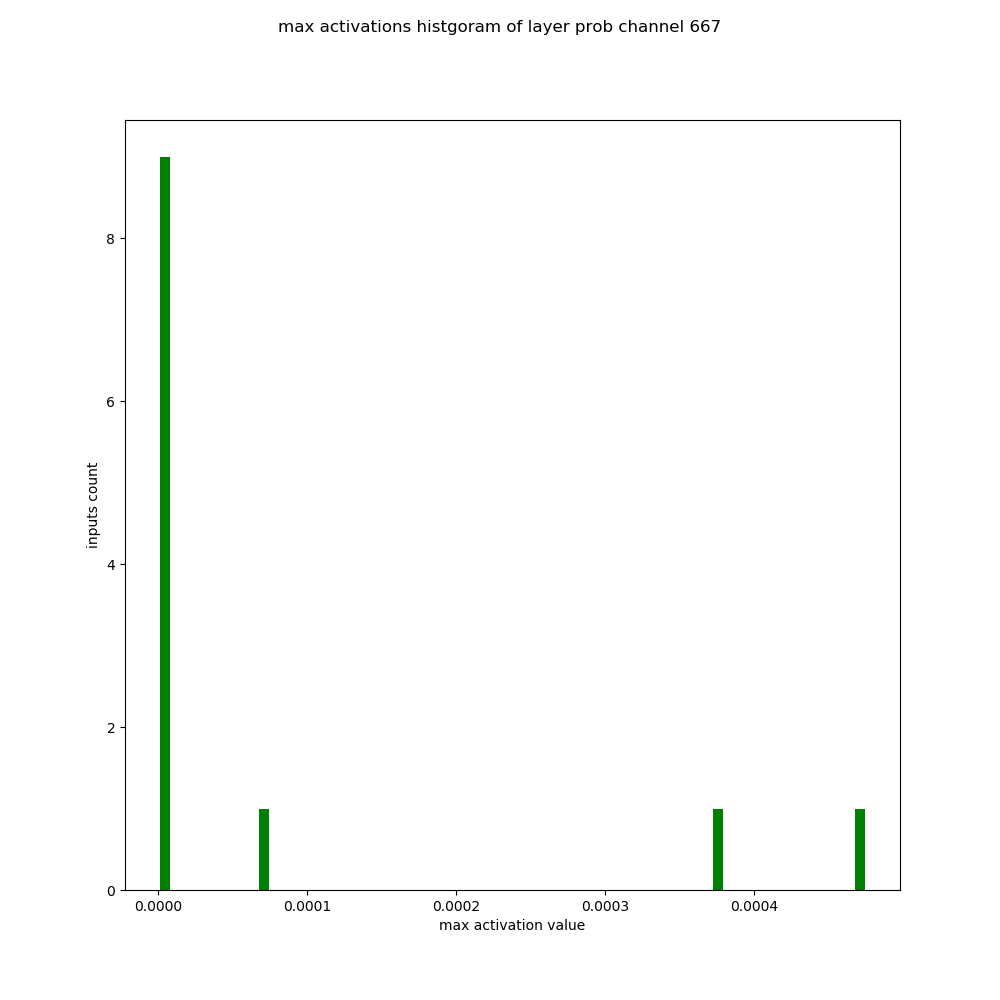 max activations histgoram of layer prob channel 667
8
6
4
2
0
inputs count
0.0000 0.0001 0.0002 0.0003 0.0004
max activation value